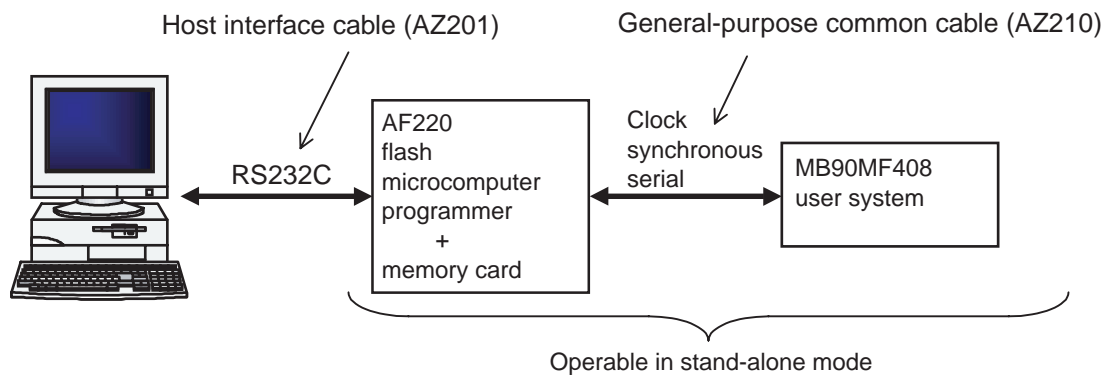 Host interface cable (AZ201)
General-purpose common cable (AZ210)
RS232C
AF220
flash
microcomputer
programmer
+
memory card
Clock
synchronous
serial
MB90MF408
user system
Operable in stand-alone mode